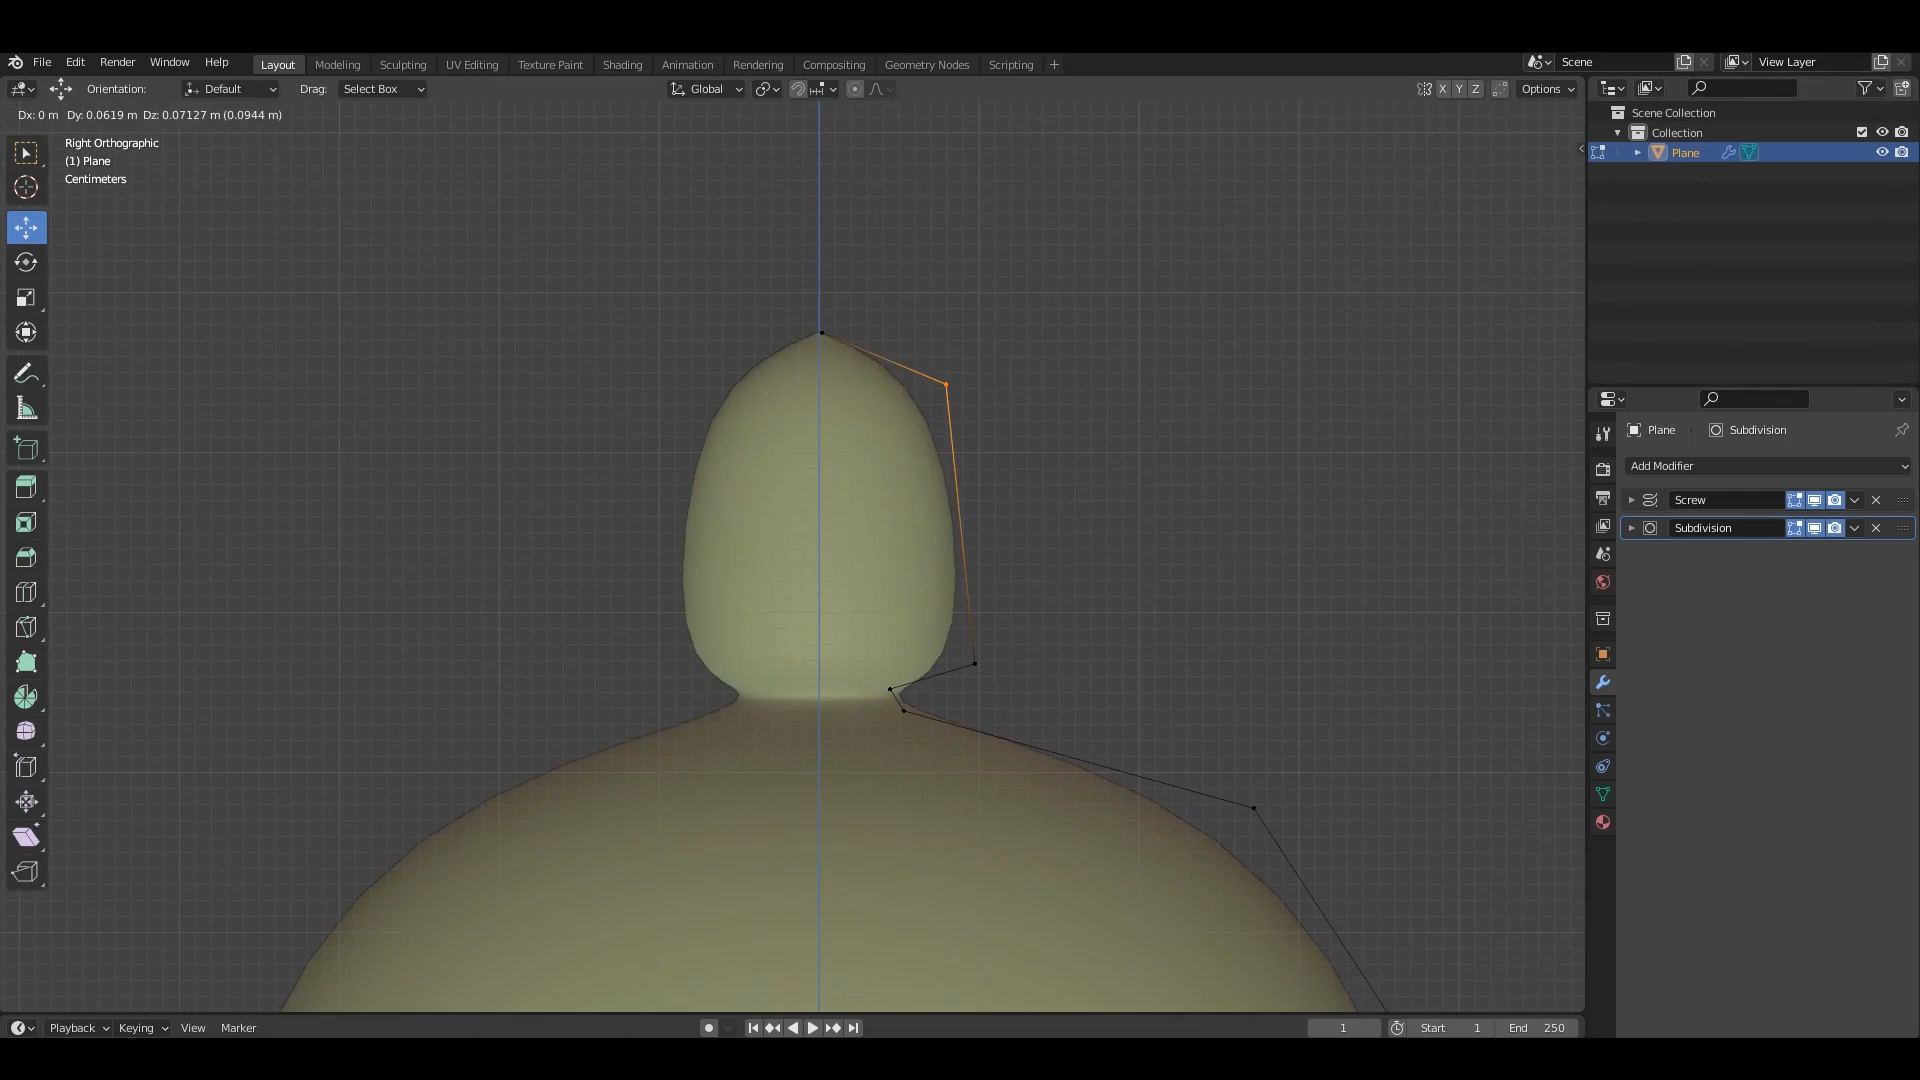 File Edit Render Window Help Layout Modeling Sculpting UV Editing Texture Paint Shading Animation Rendering Compositing Geometry Nodes Scripting + Scene View Layer
Orientation: Default Drag: Select Box Global X Y Z Options
Dx: 0 m Dy: 0.0619 m Dz: 0.07127 m (0.0944 m)
Right Orthographic
(1) Plane
Centimeters
Scene Collection
Collection
Plane
Plane Subdivision
Add Modifier
Screw
Subdivision
Playback Keying View Marker 1 Start 1 End 250